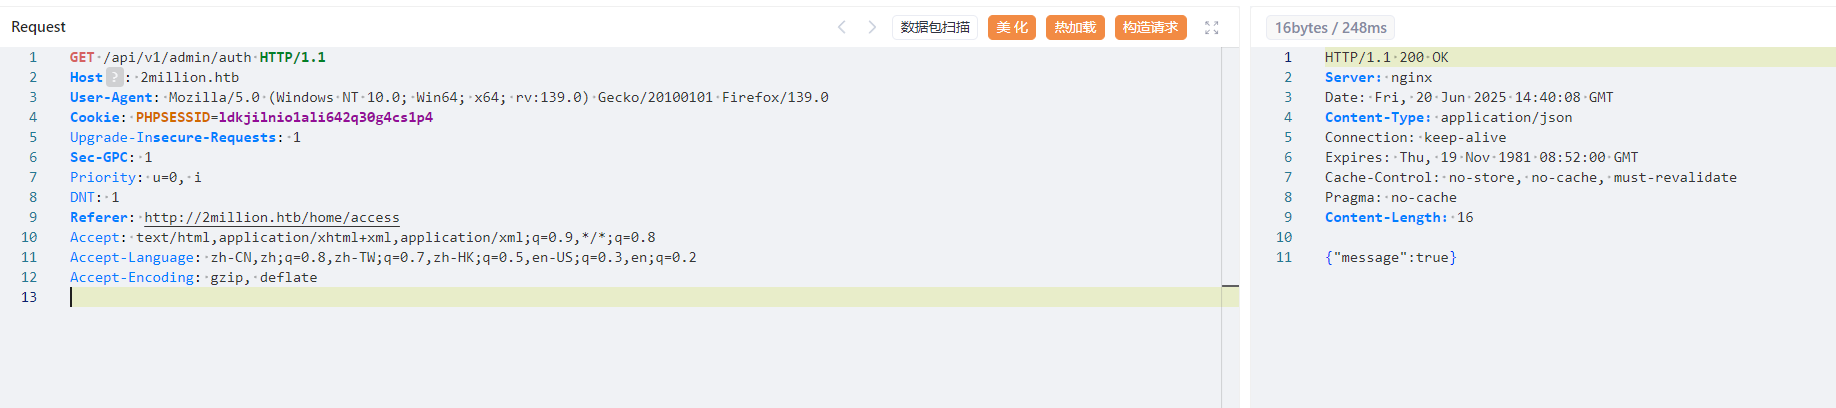 Request
数据包扫描
美化
热加载
构造请求
1 GET /api/v1/admin/auth HTTP/1.1
2 Host ? : 2million.htb
3 User-Agent: Mozilla/5.0 (Windows NT 10.0; Win64; x64; rv:139.0) Gecko/20100101 Firefox/139.0
4 Cookie: PHPSESSID=ldkjilnio1ali642q30g4cs1p4
5 Upgrade-Insecure-Requests: 1
6 Sec-GPC: 1
7 Priority: u=0, i
8 DNT: 1
9 Referer: http://2million.htb/home/access
10 Accept: text/html,application/xhtml+xml,application/xml;q=0.9,*/*;q=0.8
11 Accept-Language: zh-CN,zh;q=0.8,zh-TW;q=0.7,zh-HK;q=0.5,en-US;q=0.3,en;q=0.2
12 Accept-Encoding: gzip, deflate
13
16bytes / 248ms
1 HTTP/1.1 200 OK
2 Server: nginx
3 Date: Fri, 20 Jun 2025 14:40:08 GMT
4 Content-Type: application/json
5 Connection: keep-alive
6 Expires: Thu, 19 Nov 1981 08:52:00 GMT
7 Cache-Control: no-store, no-cache, must-revalidate
8 Pragma: no-cache
9 Content-Length: 16
10
11 {"message":true}